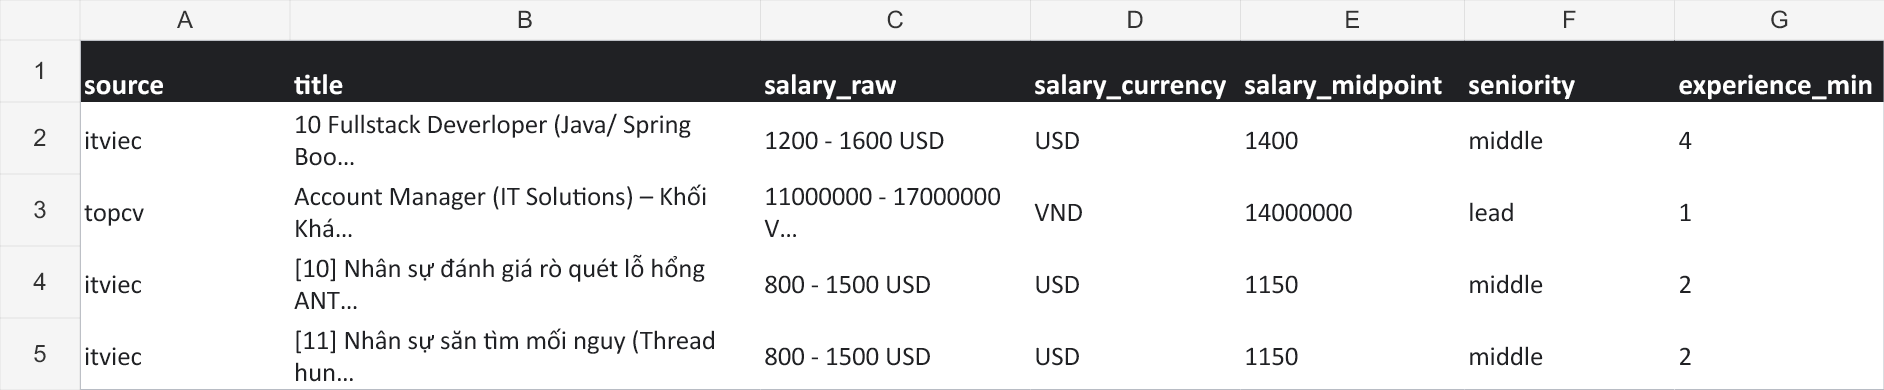 A B C D E F G
1 source title salary_raw salary_currency salary_midpoint seniority experience_min
2 itviec 10 Fullstack Deverloper (Java/ Spring Boo... 1200 - 1600 USD USD 1400 middle 4
3 topcv Account Manager (IT Solutions) – Khối Khá... 11000000 - 17000000 V... VND 14000000 lead 1
4 itviec [10] Nhân sự đánh giá rò quét lỗ hổng ANT... 800 - 1500 USD USD 1150 middle 2
5 itviec [11] Nhân sự săn tìm mối nguy (Thread hun... 800 - 1500 USD USD 1150 middle 2